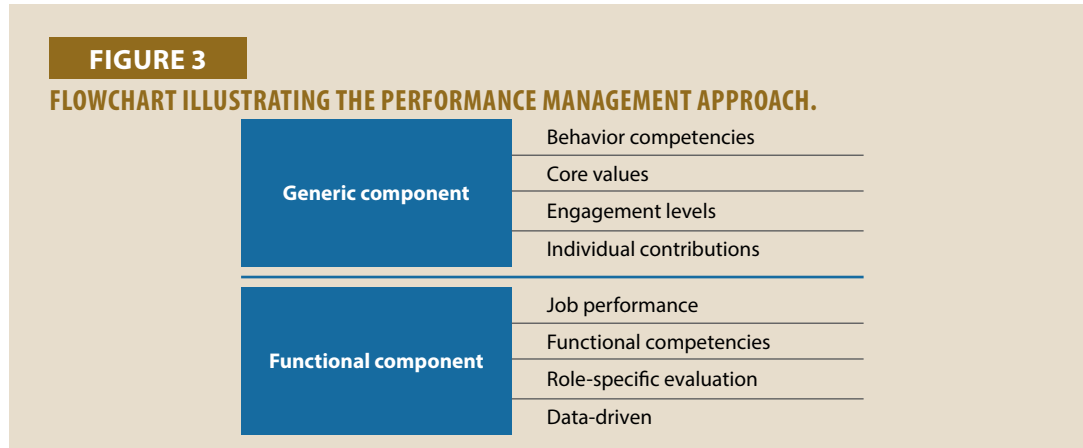 FIGURE 3
FLOWCHART ILLUSTRATING THE PERFORMANCE MANAGEMENT APPROACH.
Generic component
Behavior competencies
Core values
Engagement levels
Individual contributions
Functional component
Job performance
Functional competencies
Role-specific evaluation
Data-driven